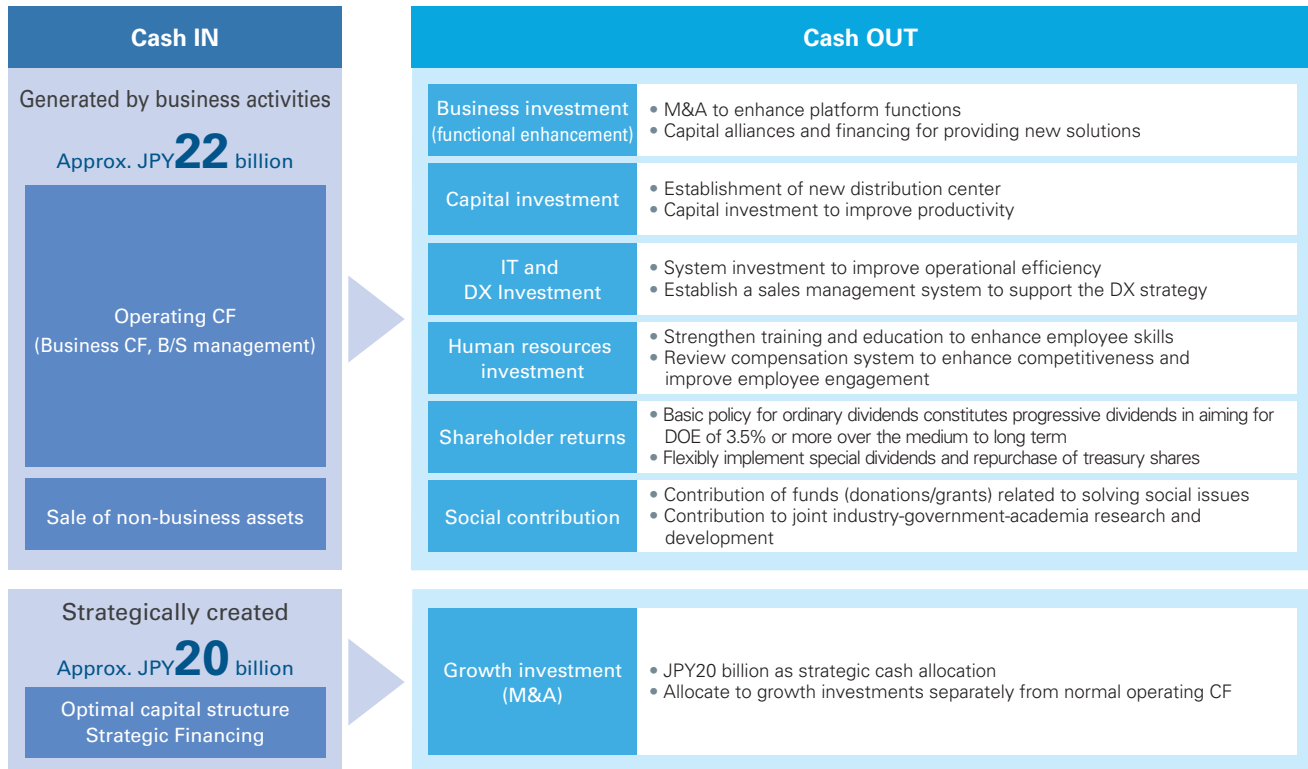 Cash IN
Generated by business activities
Approx. JPY22 billion
Operating CF
(Business CF, B/S management)
Sale of non-business assets
Cash OUT
Business investment
(functional enhancement)
• M&A to enhance platform functions
• Capital alliances and financing for providing new solutions
Capital investment
• Establishment of new distribution center
• Capital investment to improve productivity
IT and
DX Investment
• System investment to improve operational efficiency
• Establish a sales management system to support the DX strategy
Human resources
investment
• Strengthen training and education to enhance employee skills
• Review compensation system to enhance competitiveness and
improve employee engagement
Shareholder returns
• Basic policy for ordinary dividends constitutes progressive dividends in aiming for
DOE of 3.5% or more over the medium to long term
• Flexibly implement special dividends and repurchase of treasury shares
Social contribution
• Contribution of funds (donations/grants) related to solving social issues
• Contribution to joint industry-government-academia research and
development
Strategically created
Approx. JPY20 billion
Optimal capital structure
Strategic Financing
Growth investment
(M&A)
• JPY20 billion as strategic cash allocation
• Allocate to growth investments separately from normal operating CF